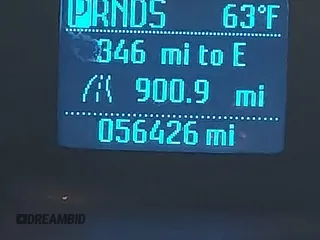 PRNDS 63°F
346 mi to E
900.9 mi
056426 mi
DREAMBID